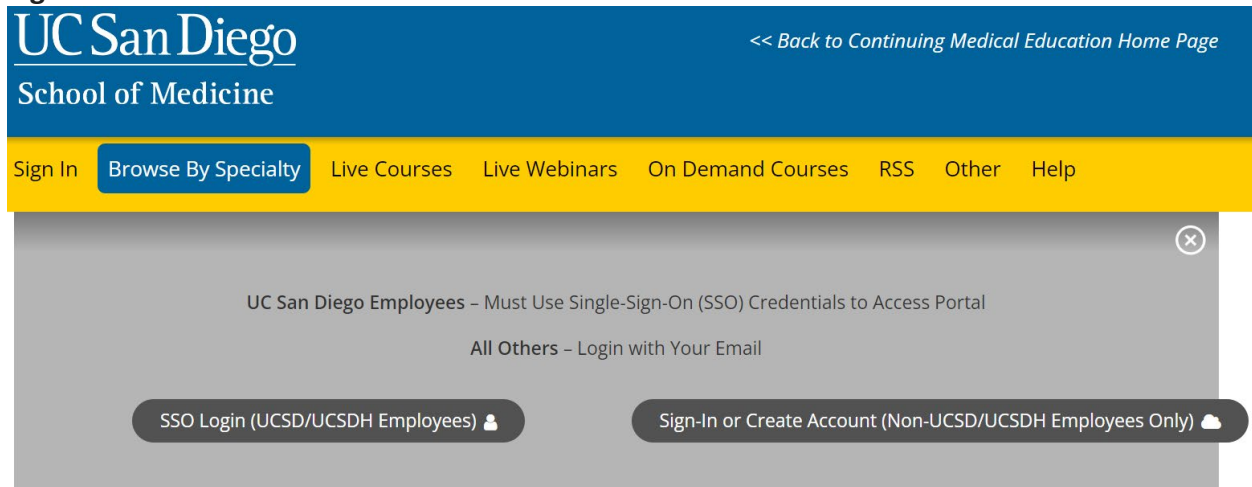 UC San Diego
School of Medicine
<< Back to Continuing Medical Education Home Page
Sign In Browse By Specialty Live Courses Live Webinars On Demand Courses RSS Other Help
UC San Diego Employees – Must Use Single-Sign-On (SSO) Credentials to Access Portal
All Others – Login with Your Email
SSO Login (UCSD/UCSDH Employees)
Sign-In or Create Account (Non-UCSD/UCSDH Employees Only)